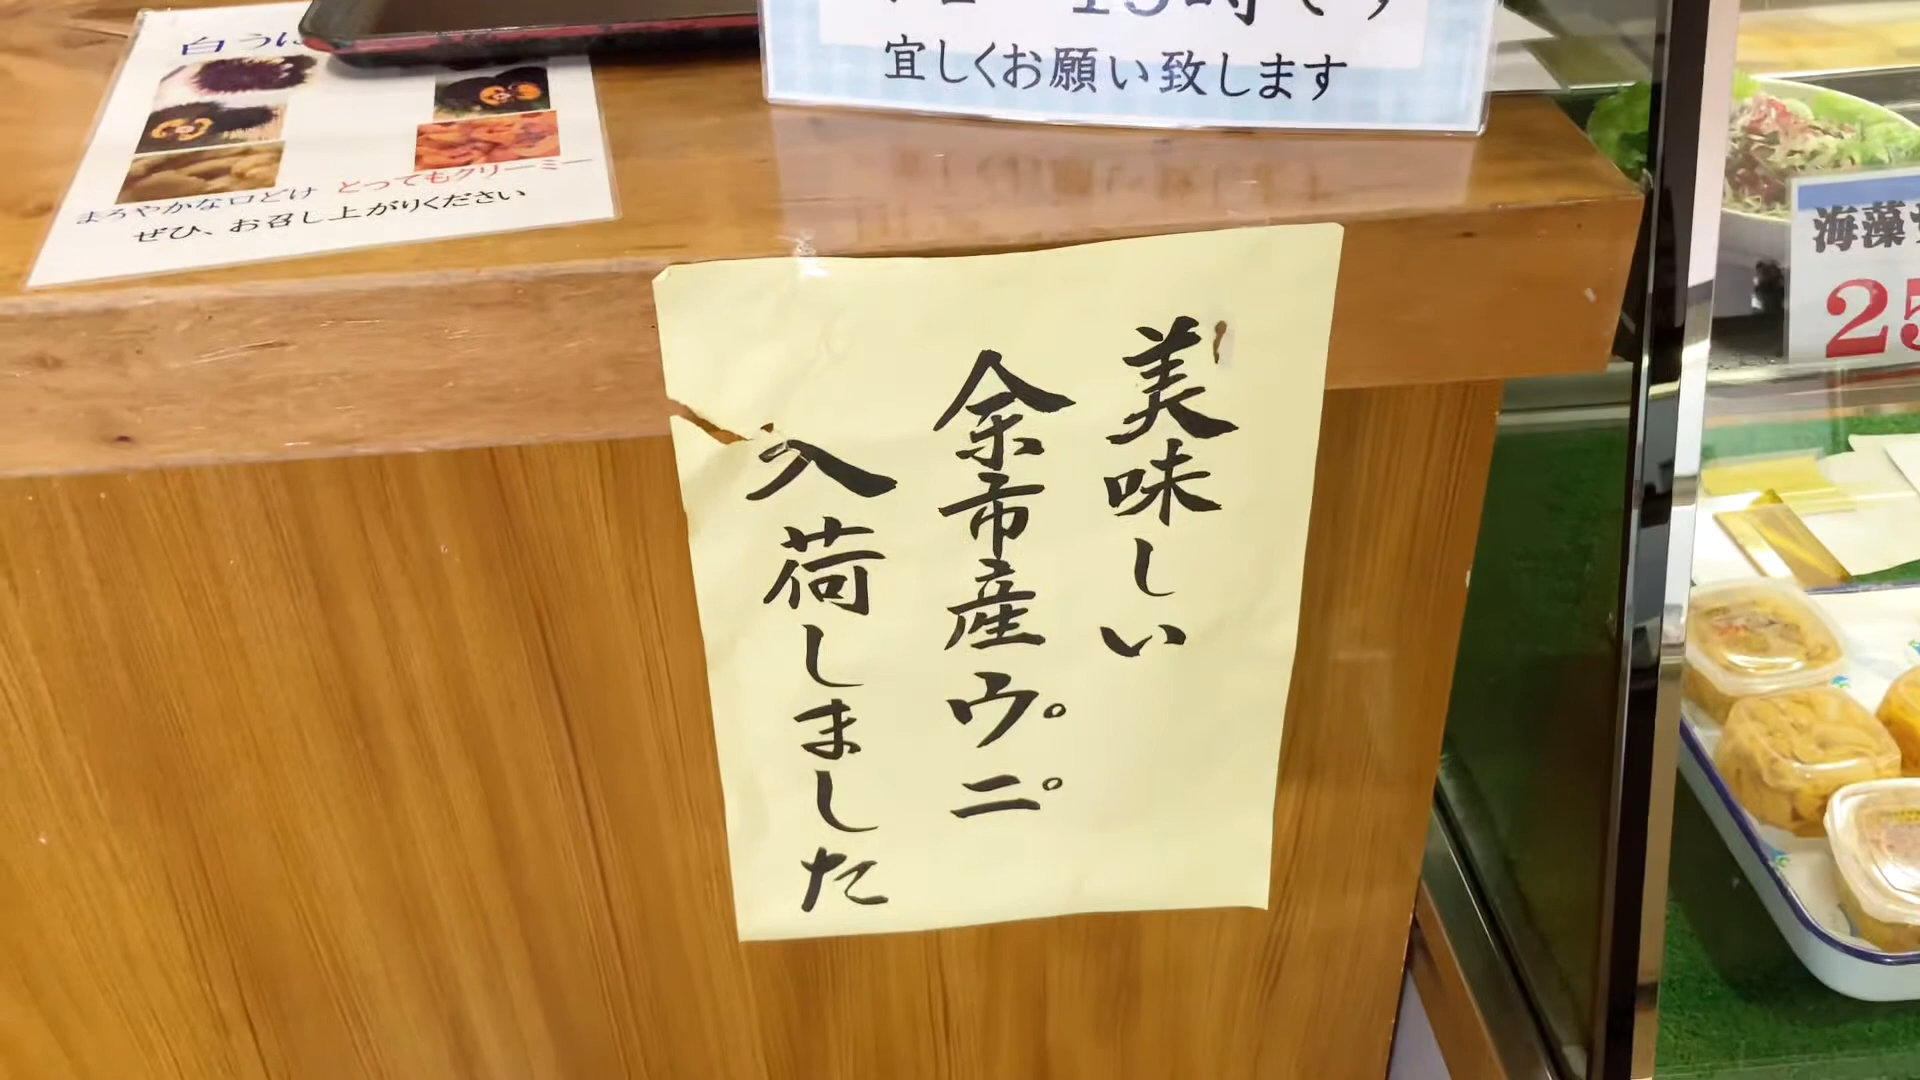 白うに
まろやかな口どけ とってもクリーミー
ぜひ、お召し上がりください
宜しくお願い致します
美味しい
余市産ウニ
入荷しました
海藻
25